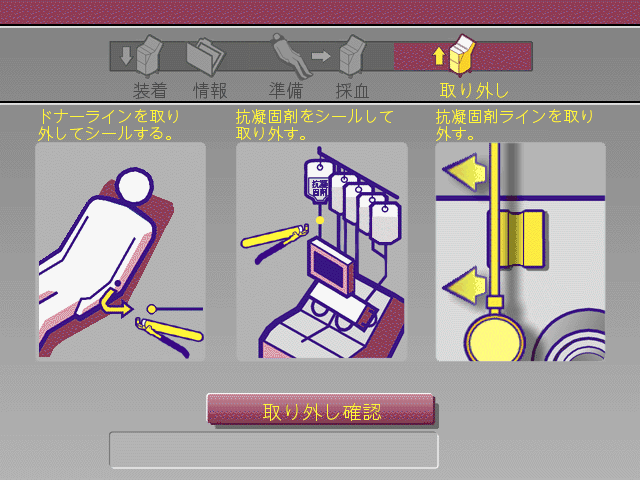 装着 情報 準備 採血 取り外し
ドナーラインを取り
外してシールする。
抗凝固剤をシールして
取り外す。
抗凝固剤ラインを取り
外す。
抗凝
固剤
取り外し確認